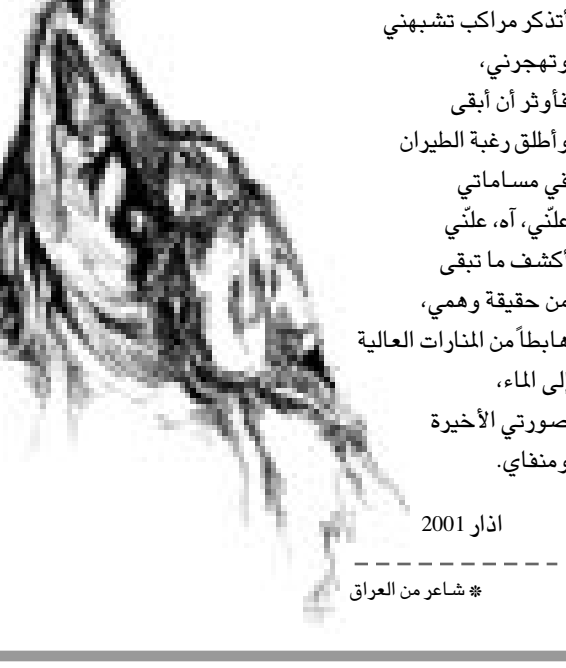 أتذكر مراكب تشبهني
وتهجرني،
فأوثر أن أبقى
وأطلق رغبة الطيران
في مساماتي
علّني، آه، علّني
أكشف ما تبقى
من حقيقة وهمي،
هابطاً من المنارات العالية
إلى الماء،
صورتي الأخيرة
ومنفاي.
اذار 2001
* شاعر من العراق